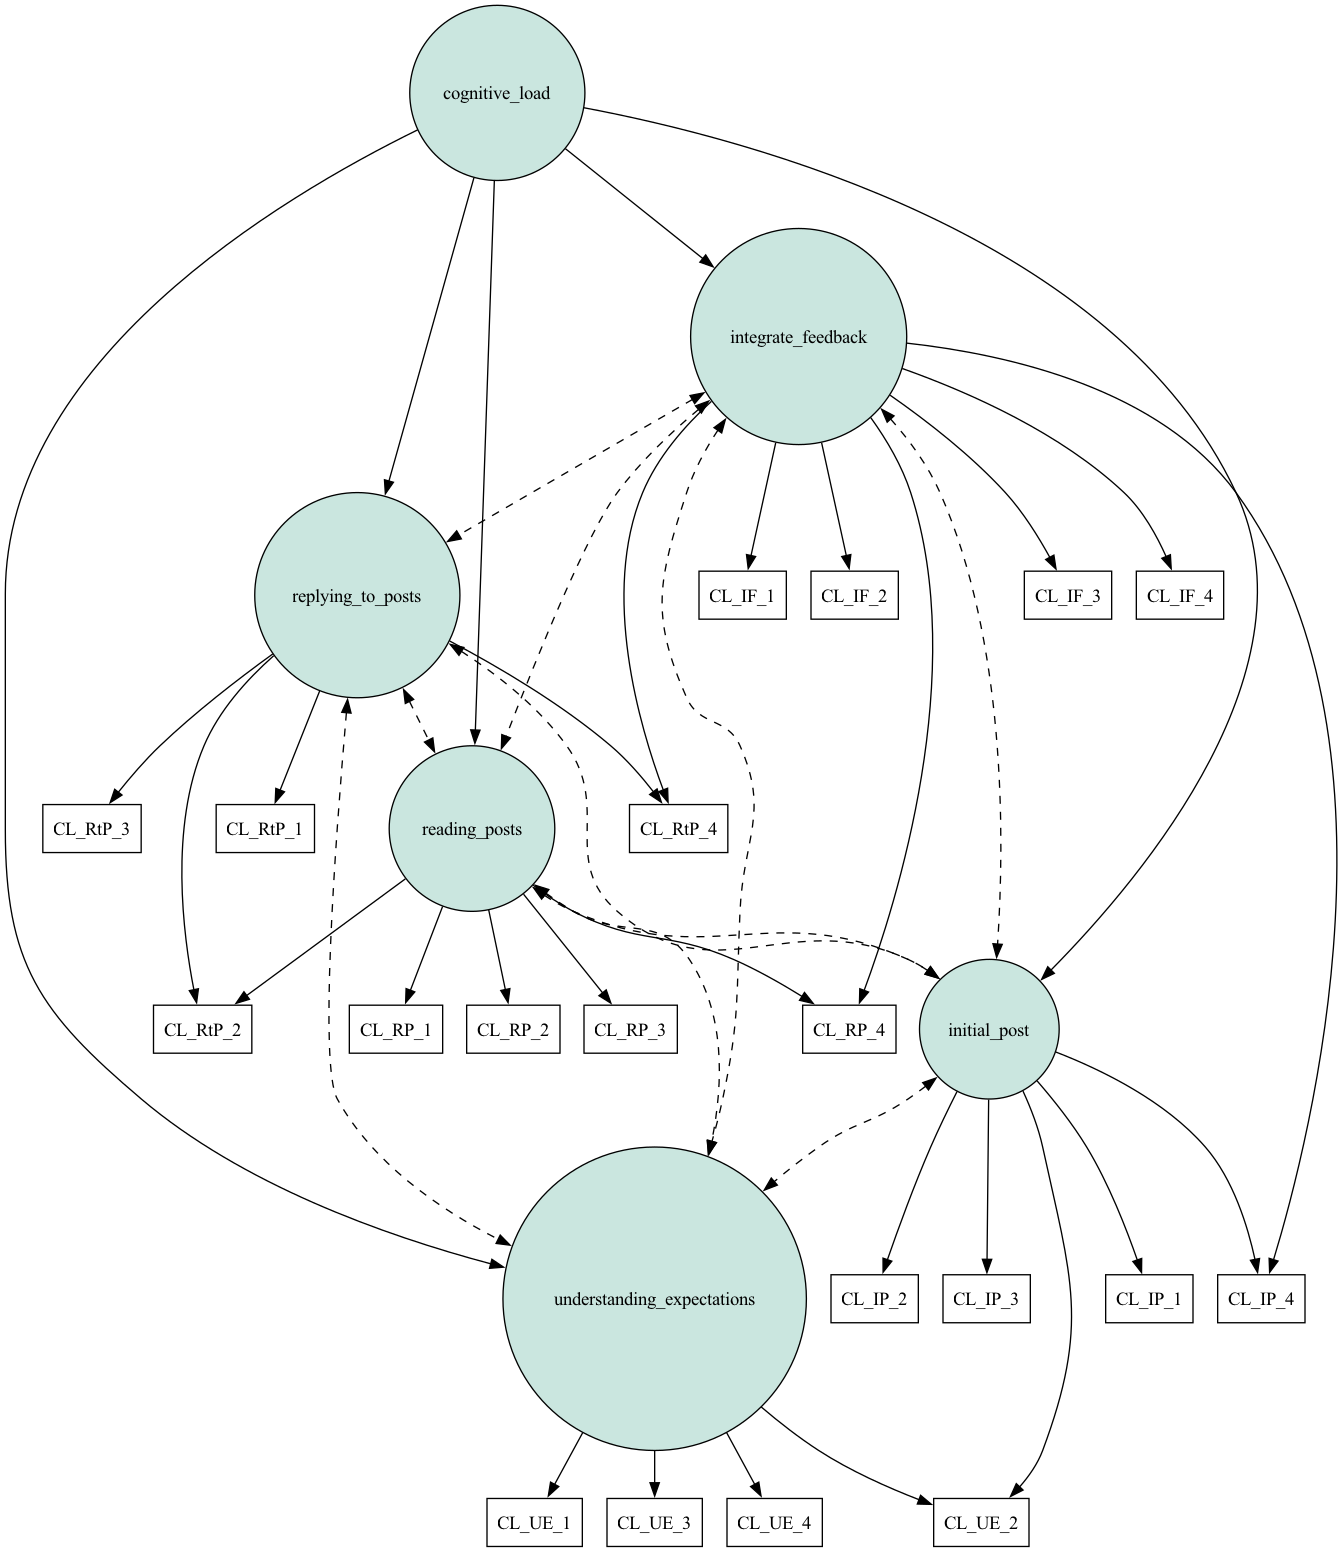 cognitive_load
integrate_feedback
replying_to_posts
CL_IF_1
CL_IF_2
CL_IF_3
CL_IF_4
CL_RtP_3
CL_RtP_1
reading_posts
CL_RtP_4
CL_RtP_2
CL_RP_1
CL_RP_2
CL_RP_3
CL_RP_4
initial_post
understanding_expectations
CL_IP_2
CL_IP_3
CL_IP_1
CL_IP_4
CL_UE_1
CL_UE_3
CL_UE_4
CL_UE_2